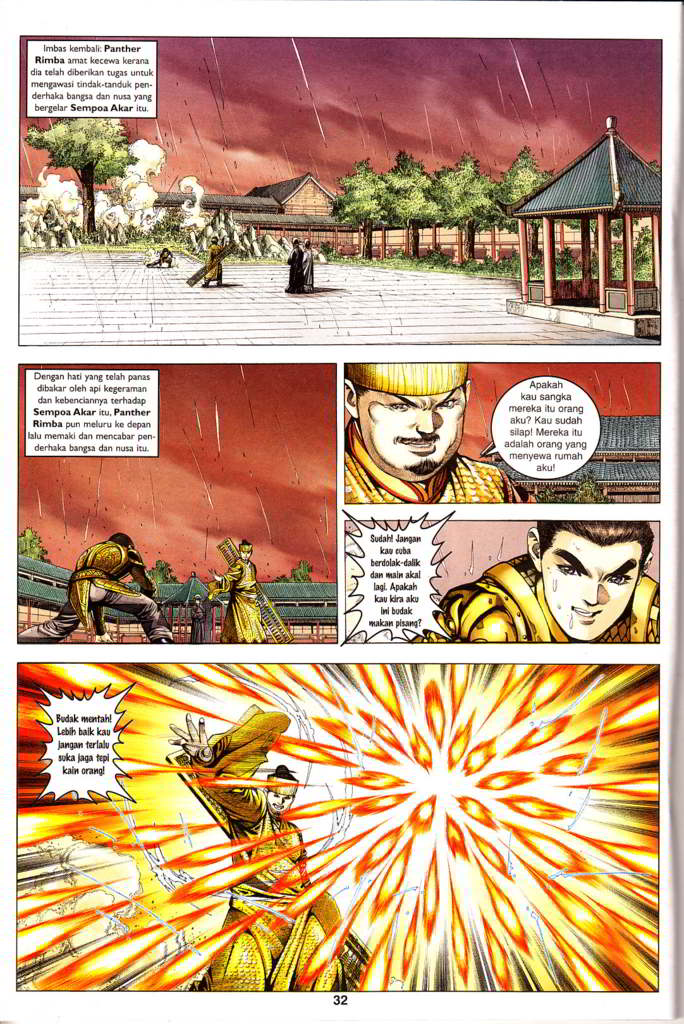 Imbas kembali: Panther
Rimba amat kecewa kerana
dia telah diberikan tugas untuk
mengawasi tindak-tanduk pen-
derhaka bangsa dan nusa yang
bergelar Sempoa Akar itu.
Dengan hati yang telah panas
dibakar oleh api kegeraman
dan kebenciannya terhadap
Sempoa Akar itu, Panther
Rimba pun meluru ke depan
lalu memaki dan mencabar pen-
derhaka bangsa dan nusa itu.
Apakah
kau sangka
mereka itu orang
aku? Kau sudah
silap! Mereka itu
adalah orang yang
menyewa rumah
aku!
Sudah! Jangan
kau cuba
berdolak-dalik
dan main akal
lagi. Apakah
kau kira aku
ini budak
makan pisang?
Budak mentah!
Lebih baik kau
jangan terlalu
suka jaga tepi
kain orang!
32